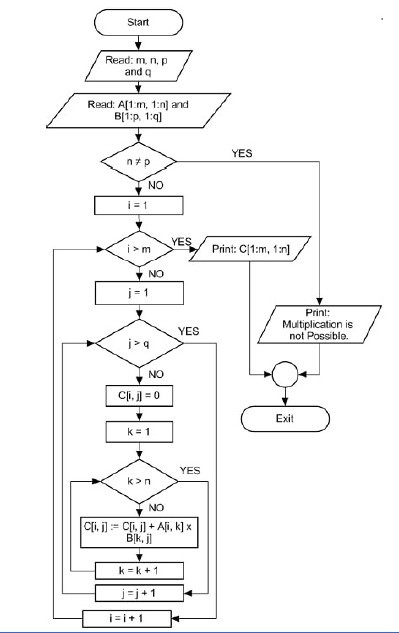 Start
Read: m, n, p
and q
Read: A[1:m, 1:n] and
B[1:p, 1:q]
n ≠ p
YES
NO
i = 1
i > m
YES
Print: C[1:m, 1:n]
NO
j = 1
Print:
Multiplication is
not Possible.
j > q
YES
NO
C[i, j] = 0
Exit
k = 1
k > n
YES
NO
C[i, j] := C[i, j] + A[i, k] x
B[k, j]
k = k + 1
j = j + 1
i = i + 1